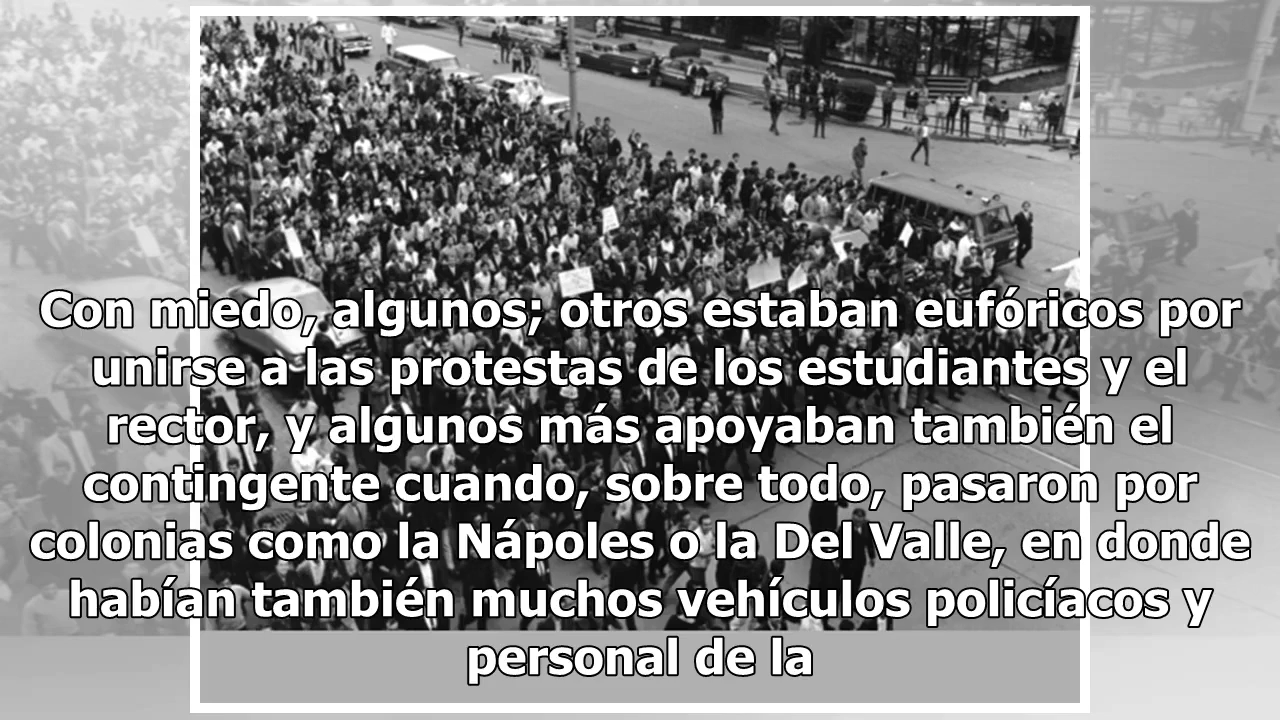 Con miedo, algunos; otros estaban eufóricos por
unirse a las protestas de los estudiantes y el
rector, y algunos más apoyaban también el
contingente cuando, sobre todo, pasaron por
colonias como la Nápoles o la Del Valle, en donde
habían también muchos vehículos policíacos y
personal de la